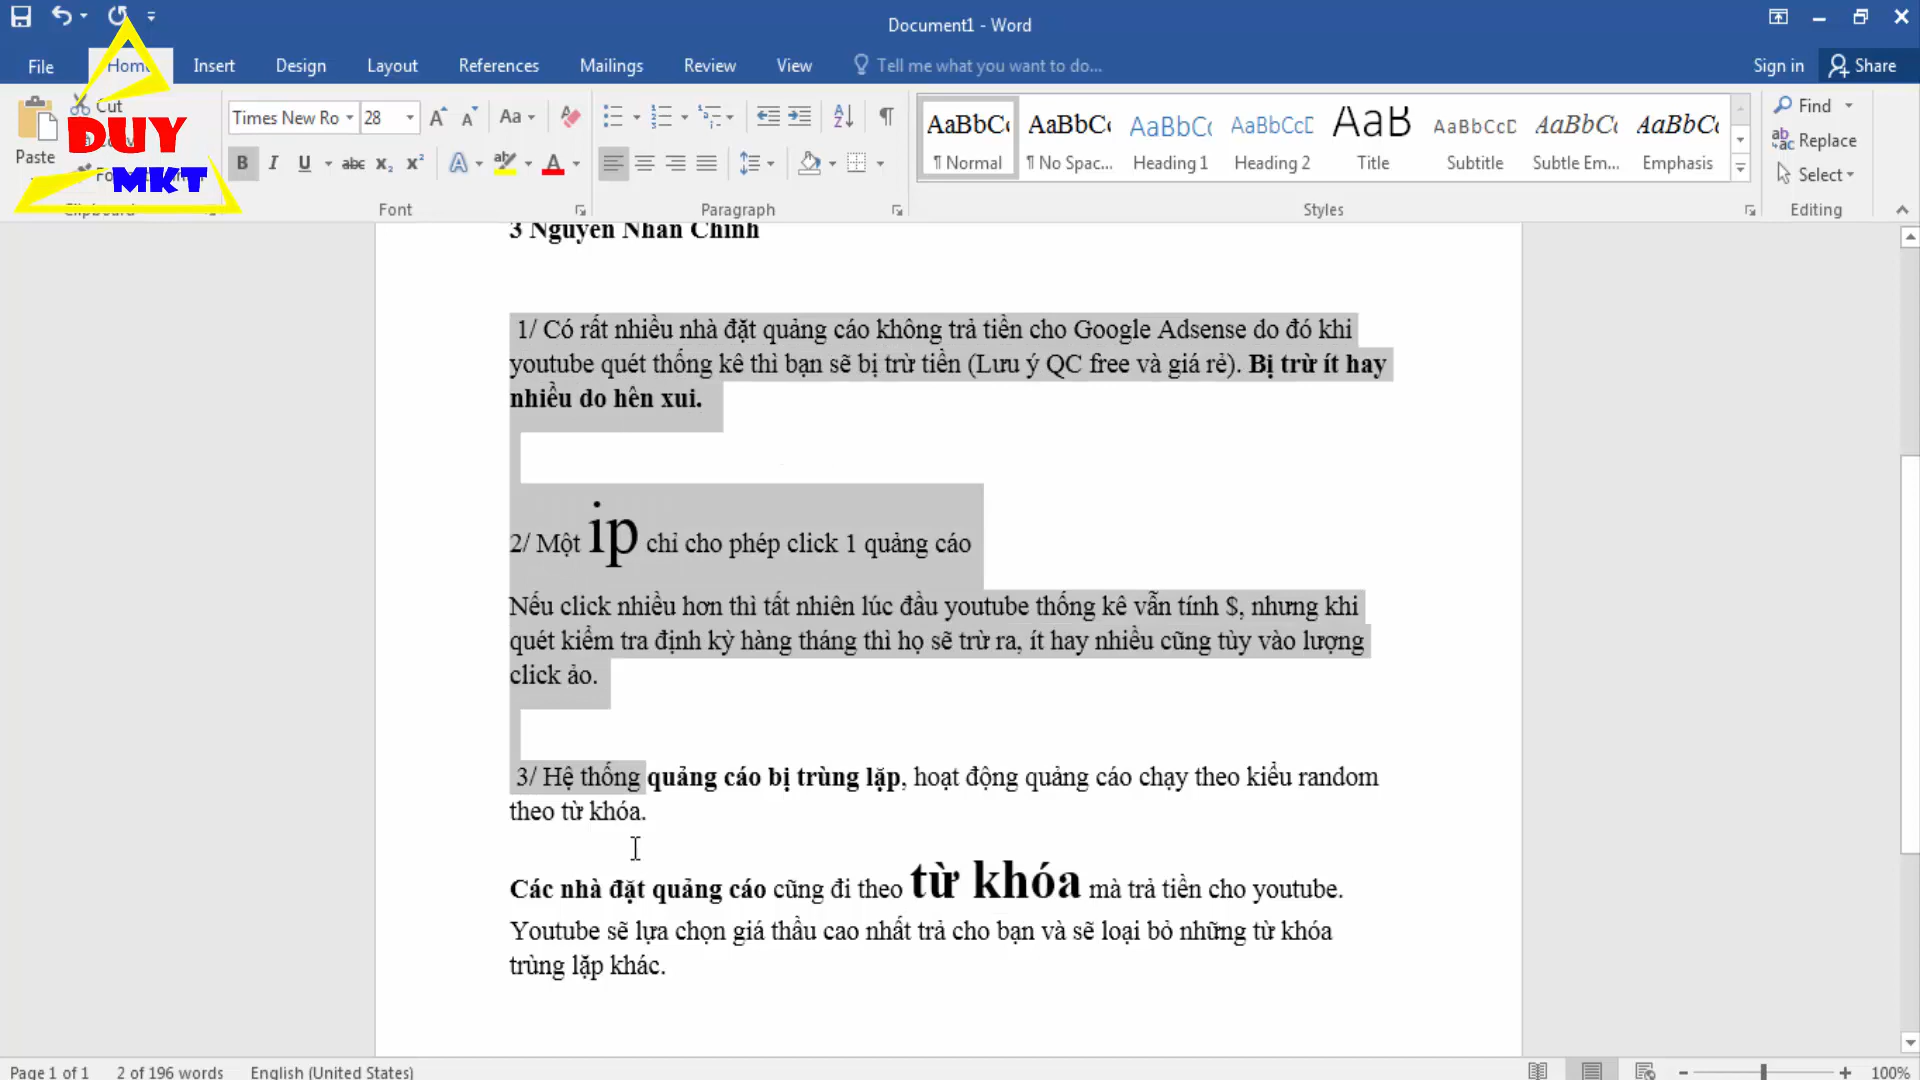 Document1 - Word
File Home Insert Design Layout References Mailings Review View Tell me what you want to do... Sign in Share
Cut
DUY
MKT
Paste
Clipboard
Times New Ro 28 Aa
B I U abc x₂ x² A ab A
Font
Paragraph
AaBbCc AaBbCc AaBbCc AaBbCcD AaB AaBbCcD AaBbCc AaBbCc
¶ Normal ¶ No Spac... Heading 1 Heading 2 Title Subtitle Subtle Em... Emphasis
Styles
Find
Replace
Select
Editing
3 Nguyên Nhân Chính
1/ Có rất nhiều nhà đặt quảng cáo không trả tiền cho Google Adsense do đó khi
youtube quét thống kê thì bạn sẽ bị trừ tiền (Lưu ý QC free và giá rẻ). Bị trừ ít hay
nhiều do hên xui.
2/ Một ip chỉ cho phép click 1 quảng cáo
Nếu click nhiều hơn thì tất nhiên lúc đầu youtube thống kê vẫn tính $, nhưng khi
quét kiểm tra định kỳ hàng tháng thì họ sẽ trừ ra, ít hay nhiều cũng tùy vào lượng
click ảo.
3/ Hệ thống quảng cáo bị trùng lặp, hoạt động quảng cáo chạy theo kiểu random
theo từ khóa.
Các nhà đặt quảng cáo cũng đi theo từ khóa mà trả tiền cho youtube.
Youtube sẽ lựa chọn giá thầu cao nhất trả cho bạn và sẽ loại bỏ những từ khóa
trùng lặp khác.
Page 1 of 1 2 of 196 words English (United States) 100%